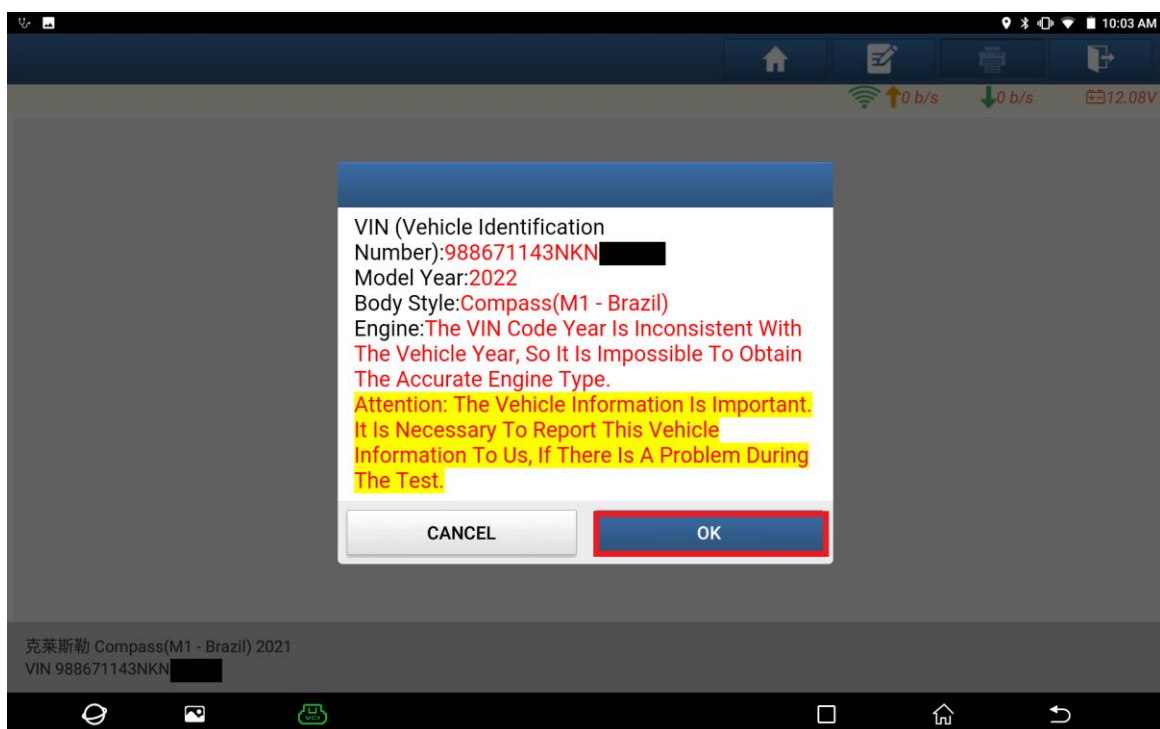 10:03 AM
0 b/s 0 b/s 12.08V
VIN (Vehicle Identification
Number):988671143NKN
Model Year:2022
Body Style:Compass(M1 - Brazil)
Engine:The VIN Code Year Is Inconsistent With
The Vehicle Year, So It Is Impossible To Obtain
The Accurate Engine Type.
Attention: The Vehicle Information Is Important.
It Is Necessary To Report This Vehicle
Information To Us, If There Is A Problem During
The Test.
CANCEL OK
克莱斯勒 Compass(M1 - Brazil) 2021
VIN 988671143NKN
VCI